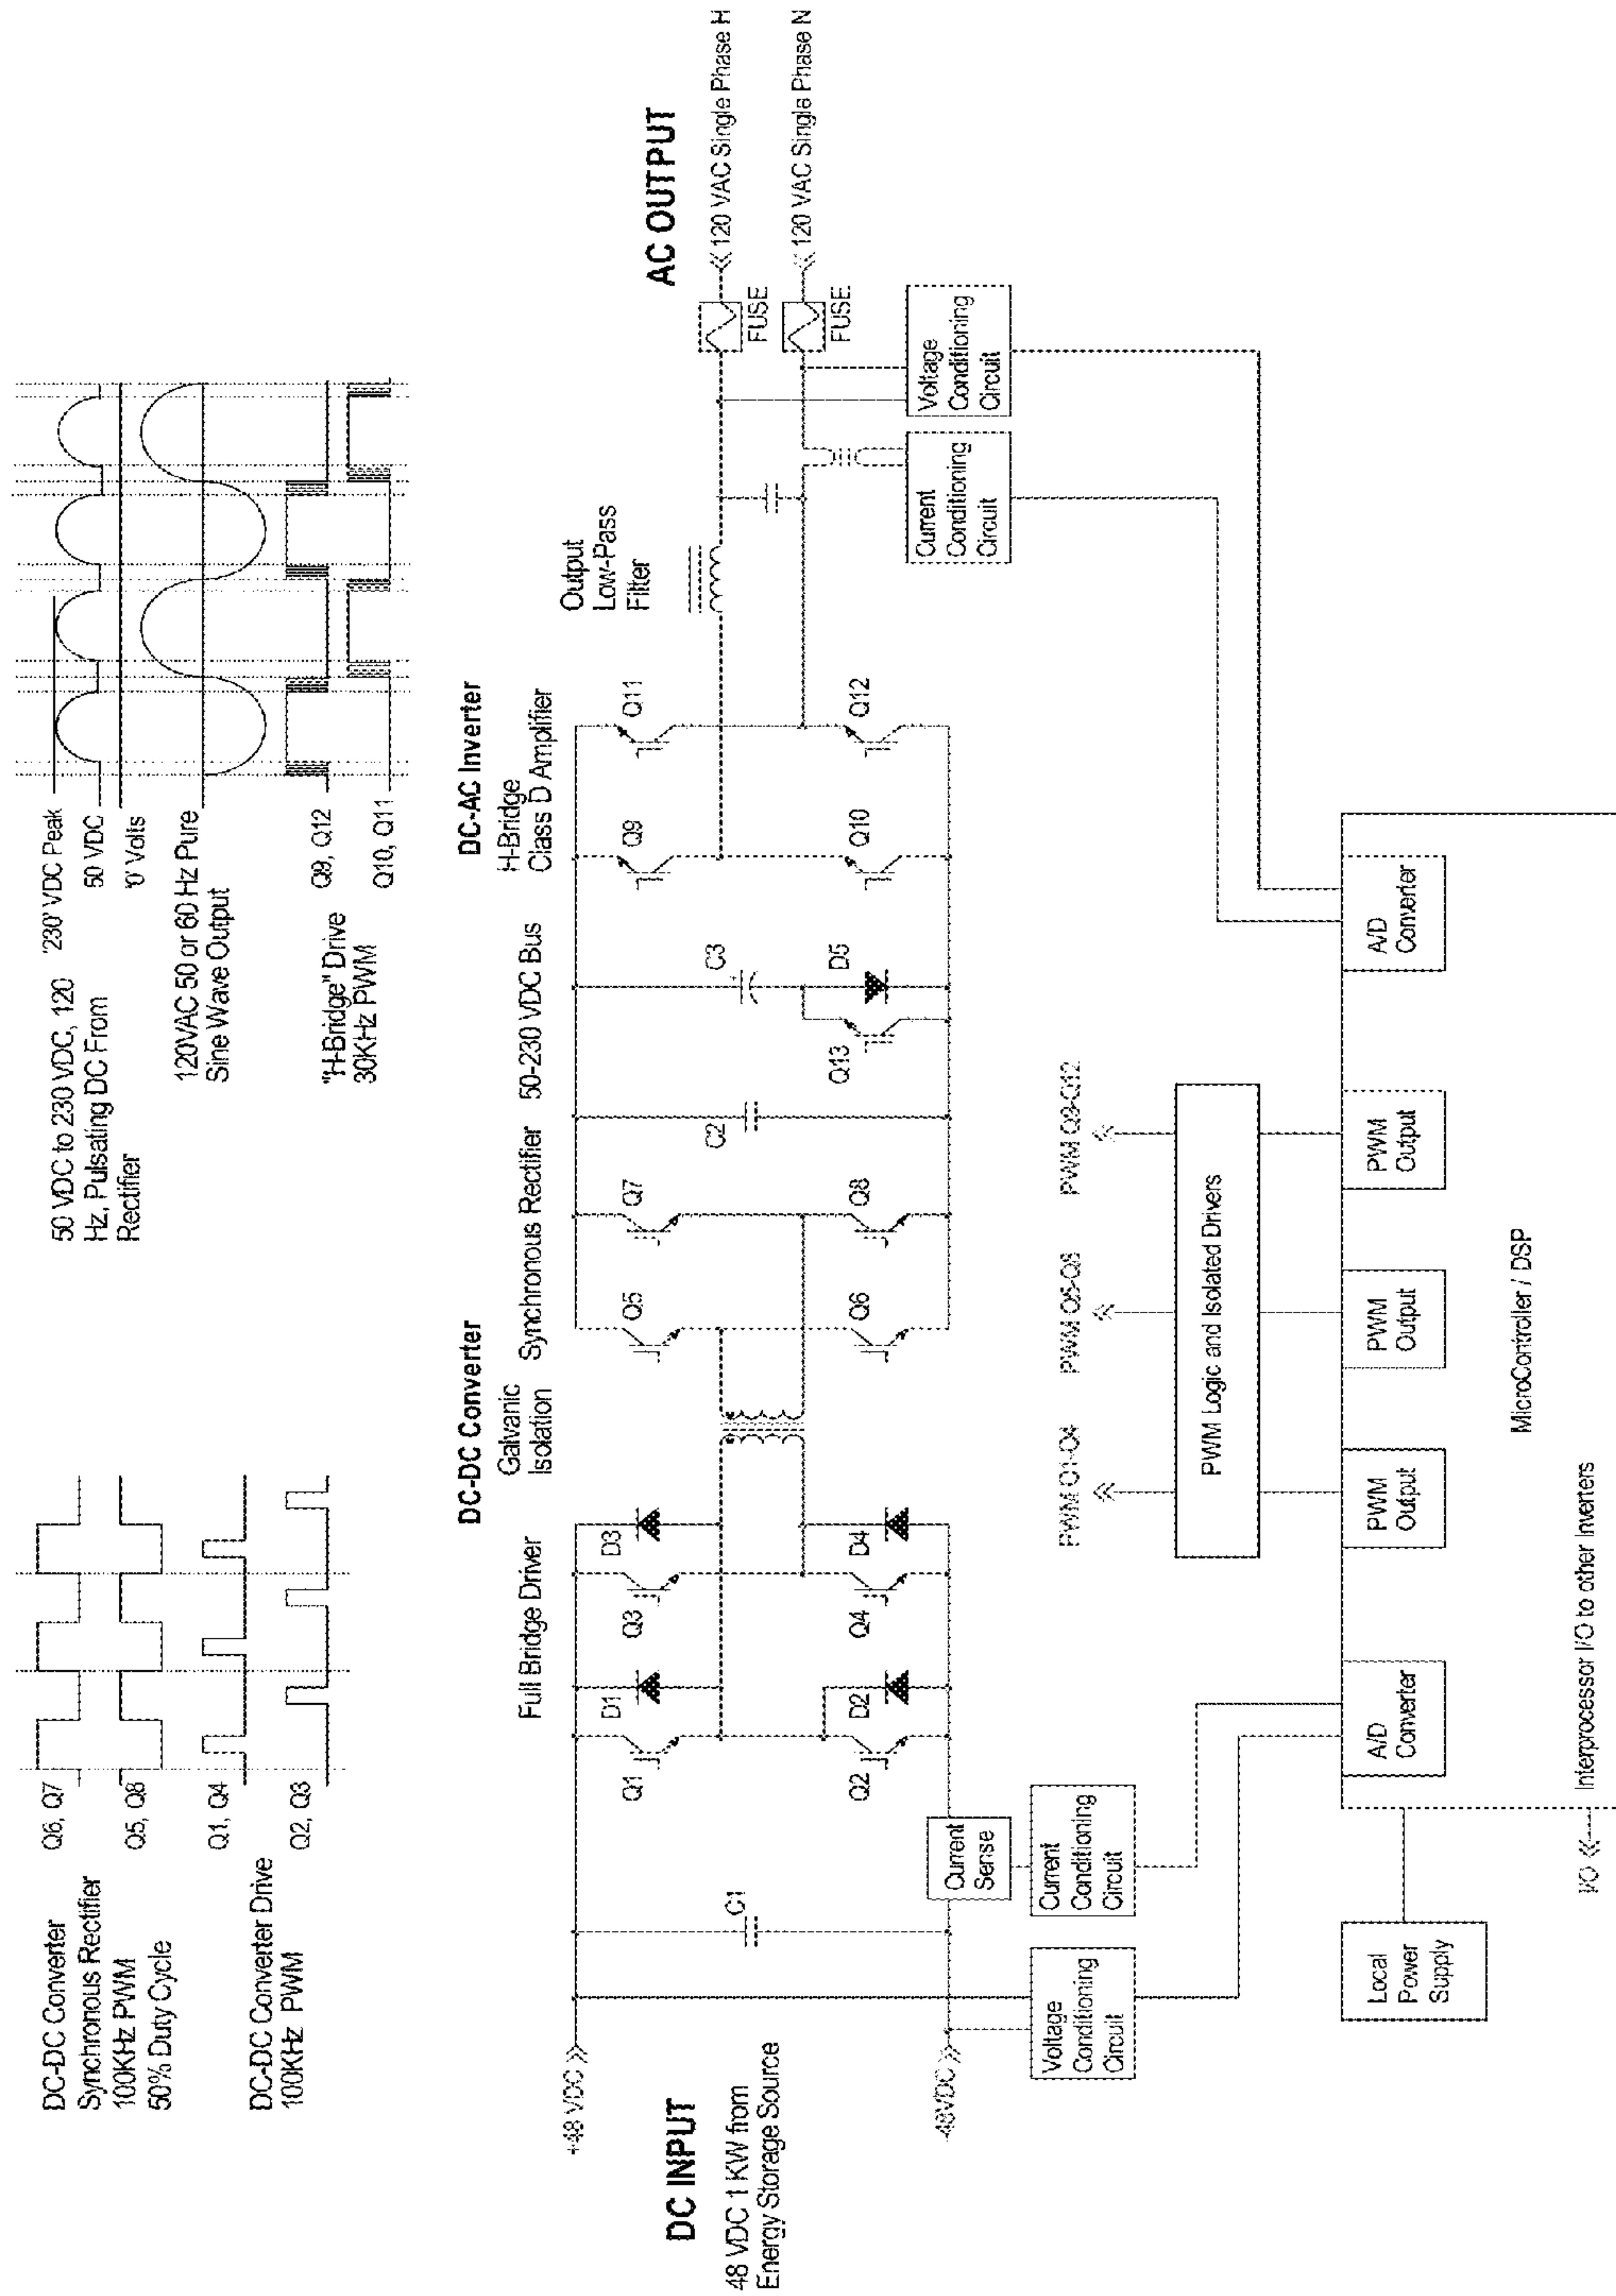 DC-DC Converter
Synchronous Rectifier
100KHz PWM
50% Duty Cycle
Q6, Q7
Q5, Q8
DC-DC Converter Drive
100KHz PWM
Q1, Q4
Q2, Q3
50 VDC to 230 VDC, 120
Hz, Pulsating DC From
Rectifier
'230' VDC Peak
50 VDC
'0 Volts
120VAC 50 or 60 Hz Pure
Sine Wave Output
"H-Bridge" Drive
30KHz PWM
Q9, Q12
Q10, Q11
DC-DC Converter
Full Bridge Driver
Galvanic
Isolation
Synchronous Rectifier
50-230 VDC Bus
DC-AC Inverter
H-Bridge
Class D Amplifier
Output
Low-Pass
Filter
AC OUTPUT
DC INPUT
48 VDC 1 KW from
Energy Storage Source
+48 VDC
-48VDC
C1
Q1
D1
Q3
D3
Q2
D2
Q4
D4
Q5
Q7
Q6
Q8
C2
C3
Q13
D5
Q9
Q11
Q10
Q12
FUSE
120 VAC Single Phase H
FUSE
120 VAC Single Phase N
Current
Sense
Voltage
Conditioning
Circuit
Current
Conditioning
Circuit
Current
Conditioning
Circuit
Voltage
Conditioning
Circuit
PWM Q1-Q4
PWM Q5-Q8
PWM Q9-Q12
PWM Logic and Isolated Drivers
Local
Power
Supply
A/D
Converter
PWM
Output
PWM
Output
PWM
Output
A/D
Converter
MicroController / DSP
I/O
Interprocessor I/O to other Inverters